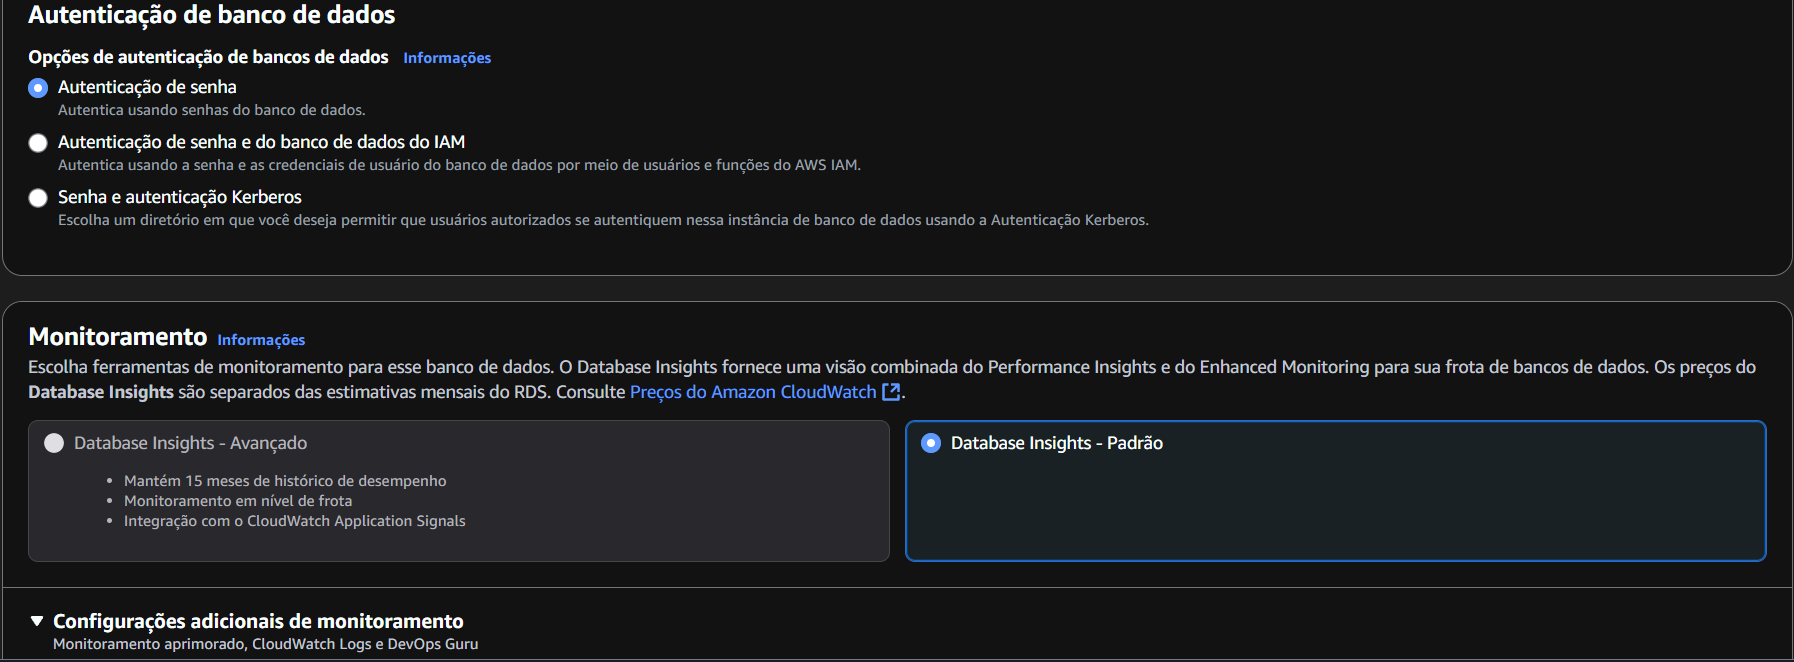 Autenticação de banco de dados
Opções de autenticação de bancos de dados Informações
Autenticação de senha
Autentica usando senhas do banco de dados.
Autenticação de senha e do banco de dados do IAM
Autentica usando a senha e as credenciais de usuário do banco de dados por meio de usuários e funções do AWS IAM.
Senha e autenticação Kerberos
Escolha um diretório em que você deseja permitir que usuários autorizados se autentiquem nessa instância de banco de dados usando a Autenticação Kerberos.
Monitoramento Informações
Escolha ferramentas de monitoramento para esse banco de dados. O Database Insights fornece uma visão combinada do Performance Insights e do Enhanced Monitoring para sua frota de bancos de dados. Os preços do
Database Insights são separados das estimativas mensais do RDS. Consulte Preços do Amazon CloudWatch.
Database Insights - Avançado
• Mantém 15 meses de histórico de desempenho
• Monitoramento em nível de frota
• Integração com o CloudWatch Application Signals
Database Insights - Padrão
Configurações adicionais de monitoramento
Monitoramento aprimorado, CloudWatch Logs e DevOps Guru